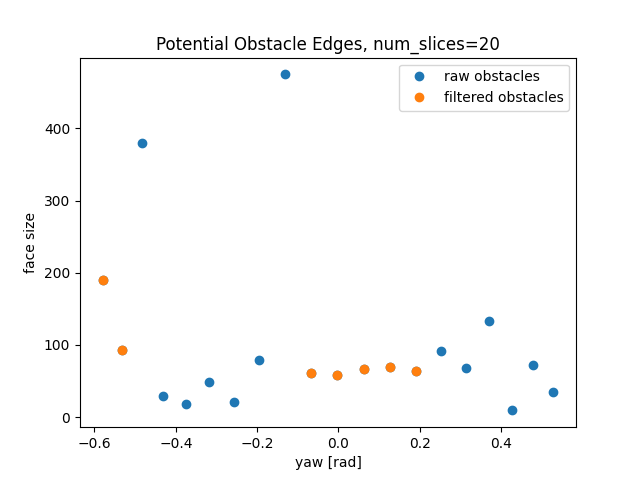 Potential Obstacle Edges, num_slices=20
raw obstacles
filtered obstacles
400
300
200
100
0
face size
−0.6
−0.4
−0.2
0.0
0.2
0.4
yaw [rad]